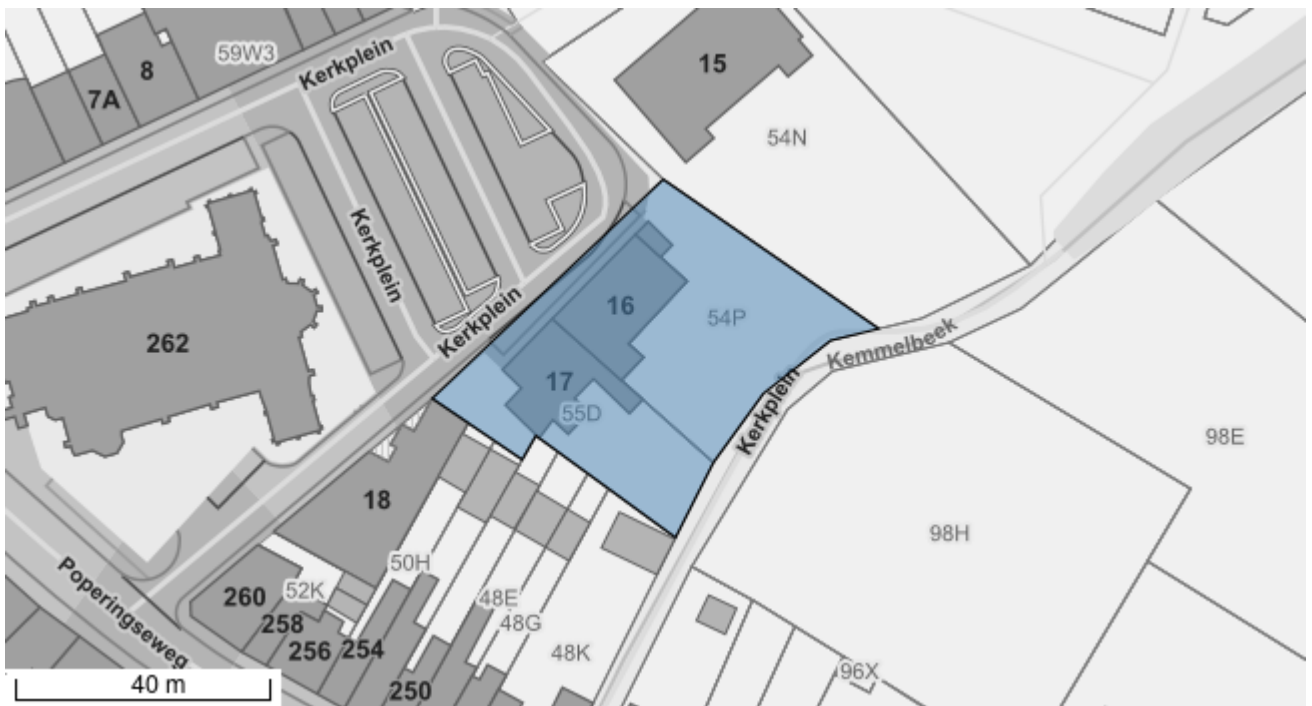 Kerkplein
59W3
8
7A
15
54N
Kerkplein
16
54P
Kerkplein
262
Kemmelbeek
17
55D
Kerkplein
98E
18
98H
50H
Poperingseweg
260
52K
48E
258
48G
256
254
48K
96X
250
40 m